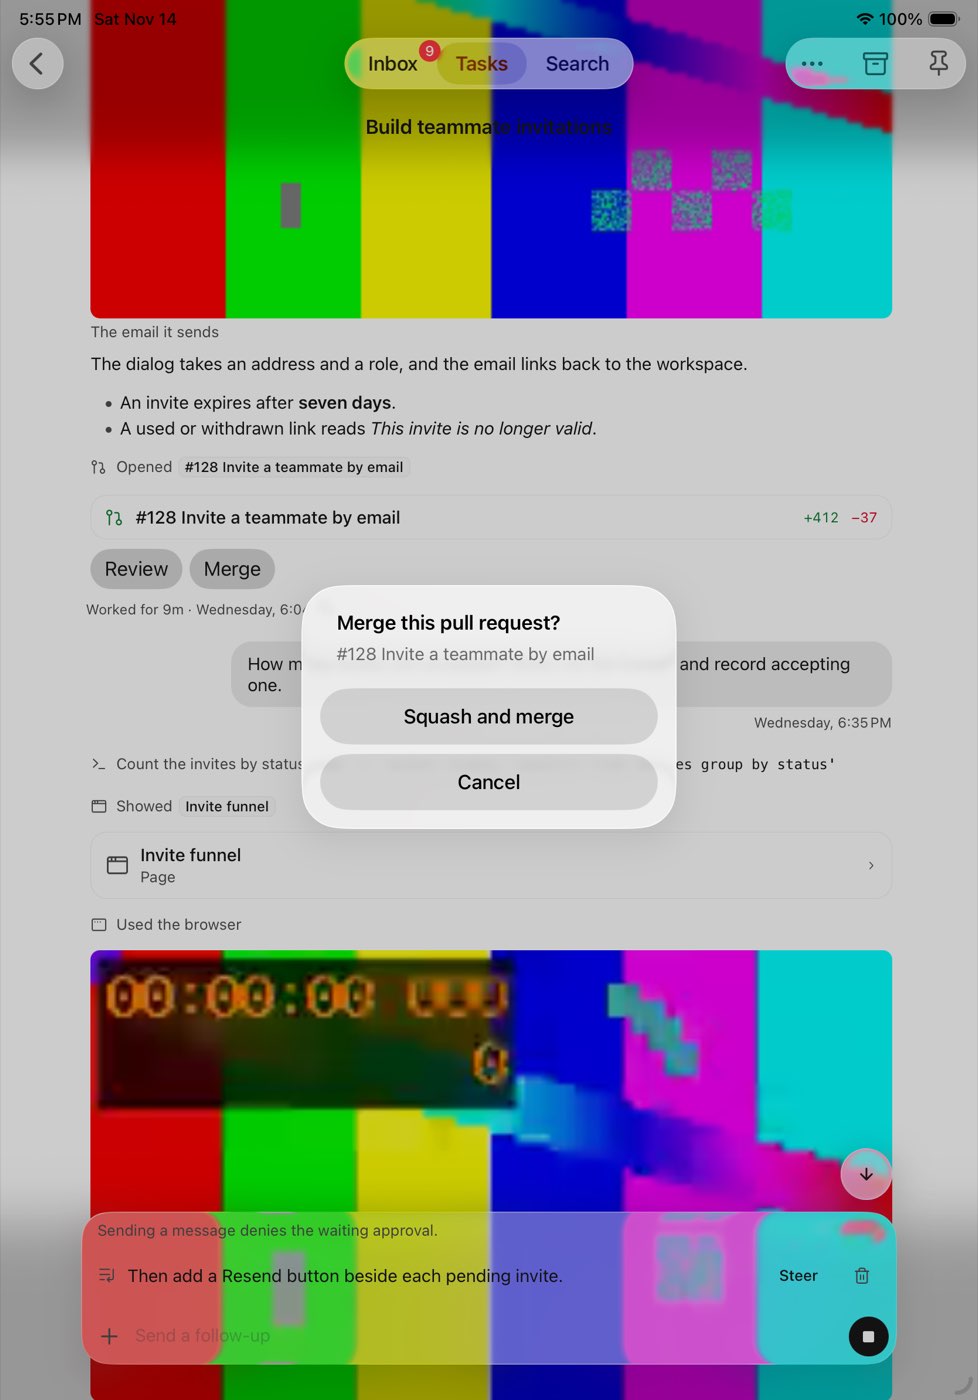 5:55 PM Sat Nov 14 100%
Inbox 9 Tasks Search
Build teammate invitations
The email it sends
The dialog takes an address and a role, and the email links back to the workspace.
• An invite expires after seven days.
• A used or withdrawn link reads This invite is no longer valid.
Opened #128 Invite a teammate by email
#128 Invite a teammate by email +412 −37
Review Merge
Worked for 9m · Wednesday, 6:0
Merge this pull request?
#128 Invite a teammate by email
Squash and merge
Cancel
How and record accepting
one.
Wednesday, 6:35 PM
Count the invites by status es group by status'
Showed Invite funnel
Invite funnel
Page
Used the browser
00:00:00
0
Sending a message denies the waiting approval.
Then add a Resend button beside each pending invite. Steer
Send a follow-up